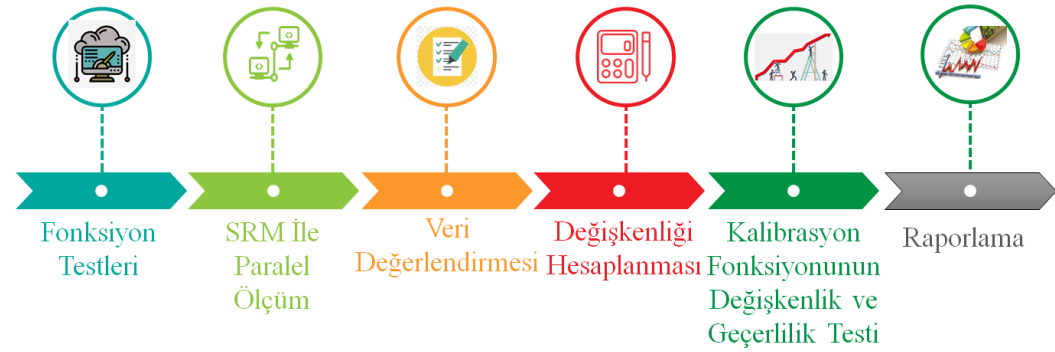 Fonksiyon
Testleri
SRM İle
Paralel
Ölçüm
Veri
Değerlendirmesi
Değişkenliği
Hesaplanması
Kalibrasyon
Fonksiyonunun
Değişkenlik ve
Geçerlilik Testi
Raporlama